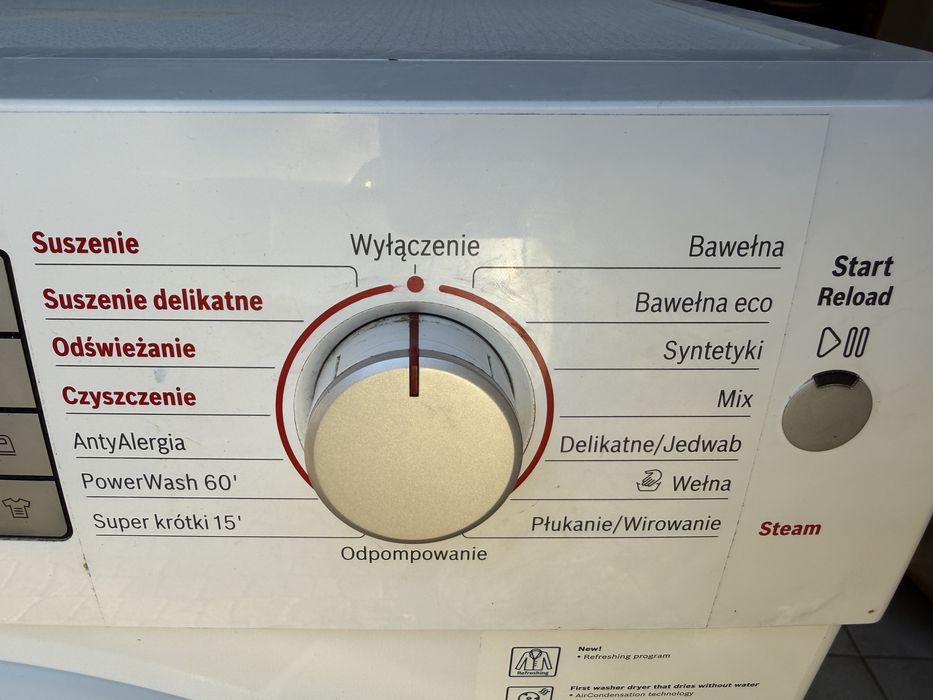 Wyłączenie
Suszenie
Suszenie delikatne
Odświeżanie
Czyszczenie
AntyAlergia
PowerWash 60'
Super krótki 15'
Odpompowanie
Bawełna
Bawełna eco
Syntetyki
Mix
Delikatne/Jedwab
Wełna
Płukanie/Wirowanie
Start
Reload
Steam
New!
• Refreshing program
Refreshing
First washer dryer that dries without water
• AirCondensation technology